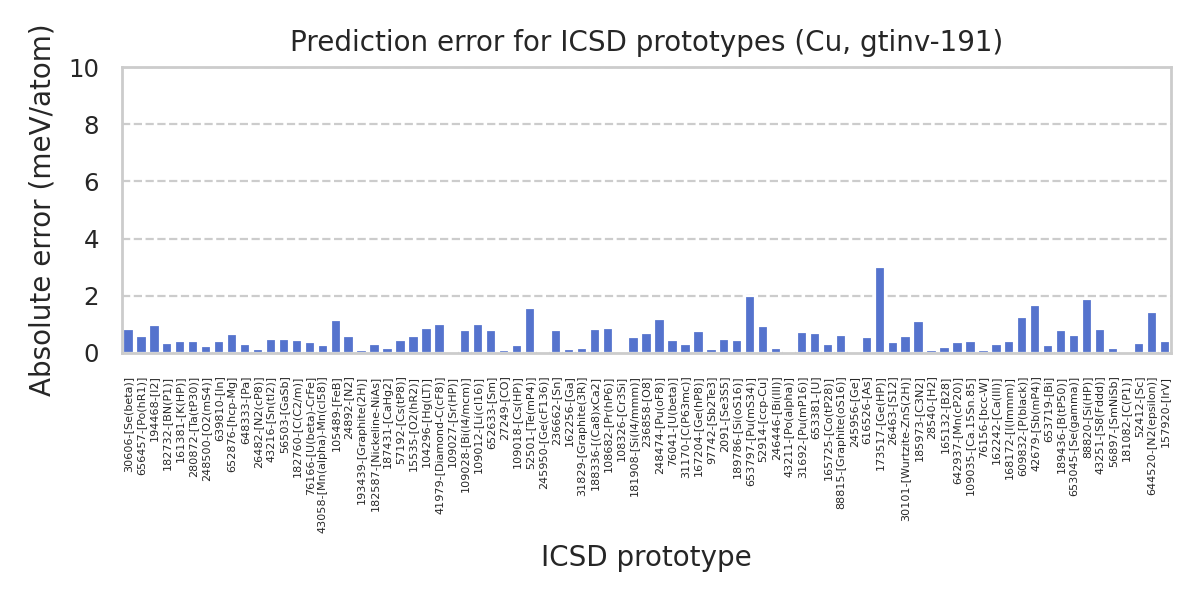 Prediction error for ICSD prototypes (Cu, gtinv-191)
Absolute error (meV/atom)
10
8
6
4
2
0
30606-[Se(beta)]
656457-[Po(hR1)]
194468-[I2]
182732-[BN(P1)]
161381-[K(HP)]
280872-[Ta(tP30)]
248500-[O2(mS4)]
639810-[In]
652876-[hcp-Mg]
648333-[Pa]
26482-[N2(cP8)]
43216-[Sn(tI2)]
56503-[GaSb]
182760-[C(C2/m)]
76166-[U(beta)-CrFe]
43058-[Mn(alpha)-Mn(cI58)]
105489-[FeB]
24892-[N2]
193439-[Graphite(2H)]
182587-[Nickeline-NiAs]
187431-[CaHg2]
57192-[Cs(tP8)]
15535-[O2(hR2)]
104296-[Hg(LT)]
41979-[Diamond-C(cF8)]
109027-[Sr(HP)]
109028-[Bi(I4/mcm)]
109012-[Li(cI16)]
652633-[Sm]
27249-[CO]
109018-[Cs(HP)]
52501-[Te(mP4)]
245950-[Ge(cF136)]
236662-[Sn]
162256-[Ga]
31829-[Graphite(3R)]
188336-[(Ca8)xCa2]
108682-[Pr(hP6)]
108326-[Cr3Si]
181908-[Si(I4/mmm)]
236858-[O8]
248474-[Pu(oF8)]
76041-[U(beta)]
31170-[C(P63mc)]
167204-[Ge(hP8)]
97742-[Sb2Te3]
2091-[Se3S5]
189786-[Si(oS16)]
653797-[Pu(mS34)]
52914-[ccp-Cu]
246446-[Bi(III)]
43211-[Po(alpha)]
31692-[Pu(mP16)]
653381-[U]
165725-[Co(tP28)]
88815-[Graphite(oS16)]
245956-[Ge]
616526-[As]
173517-[Ge(HP)]
26463-[S12]
30101-[Wurtzite-ZnS(2H)]
185973-[C3N2]
28540-[H2]
165132-[B28]
642937-[Mn(cP20)]
109035-[Ca.15Sn.85]
76156-[bcc-W]
162242-[Ca(III)]
168172-[I(Immm)]
609832-[P(black)]
42679-[Sb(mP4)]
653719-[Bi]
189436-[B(tP50)]
653045-[Se(gamma)]
88820-[Si(HP)]
43251-[S8(Fddd)]
56897-[SmNiSb]
181082-[C(P1)]
52412-[Sc]
644520-[N2(epsilon)]
157920-[IrV]
ICSD prototype